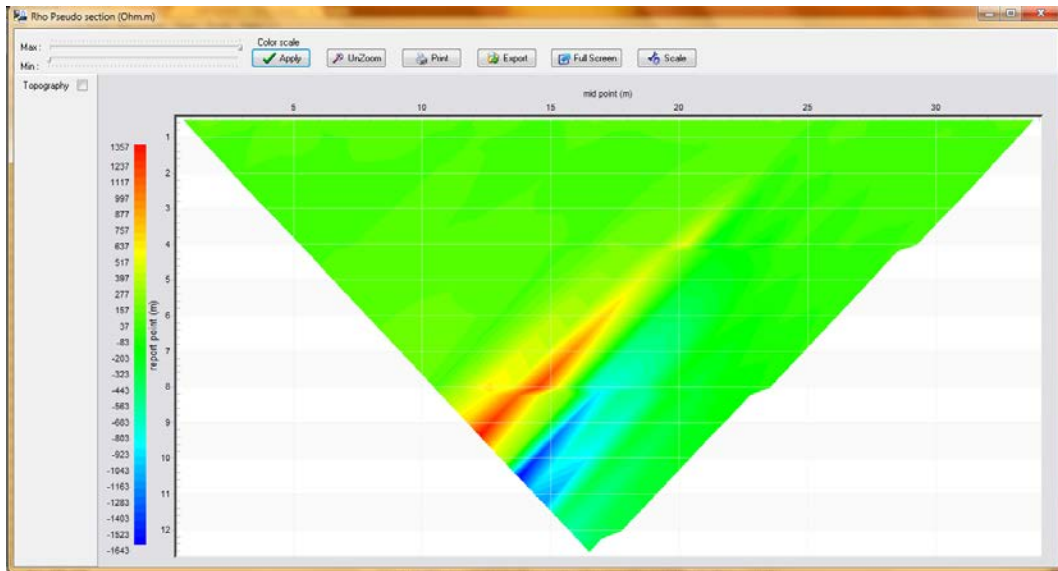 Rho Pseudo section (Ohm.m)
Max :
Min :
Color scale
Apply
UnZoom
Print
Export
Full Screen
Scale
Topography
mid point (m)
5 10 15 20 25 30
report point (m)
1
2
3
4
5
6
7
8
9
10
11
12
1357
1237
1117
997
877
757
637
517
397
277
157
37
-83
-203
-323
-443
-563
-683
-803
-923
-1043
-1163
-1283
-1403
-1523
-1643